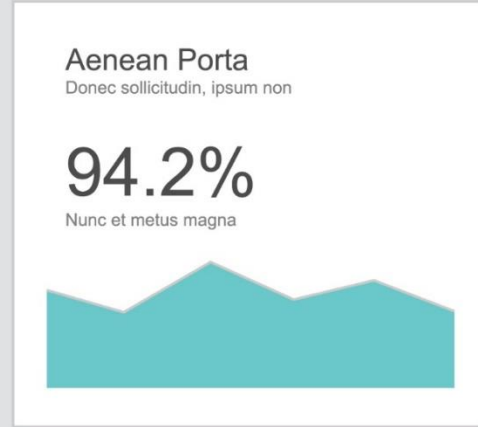 Aenean Porta
Donec sollicitudin, ipsum non
94.2%
Nunc et metus magna